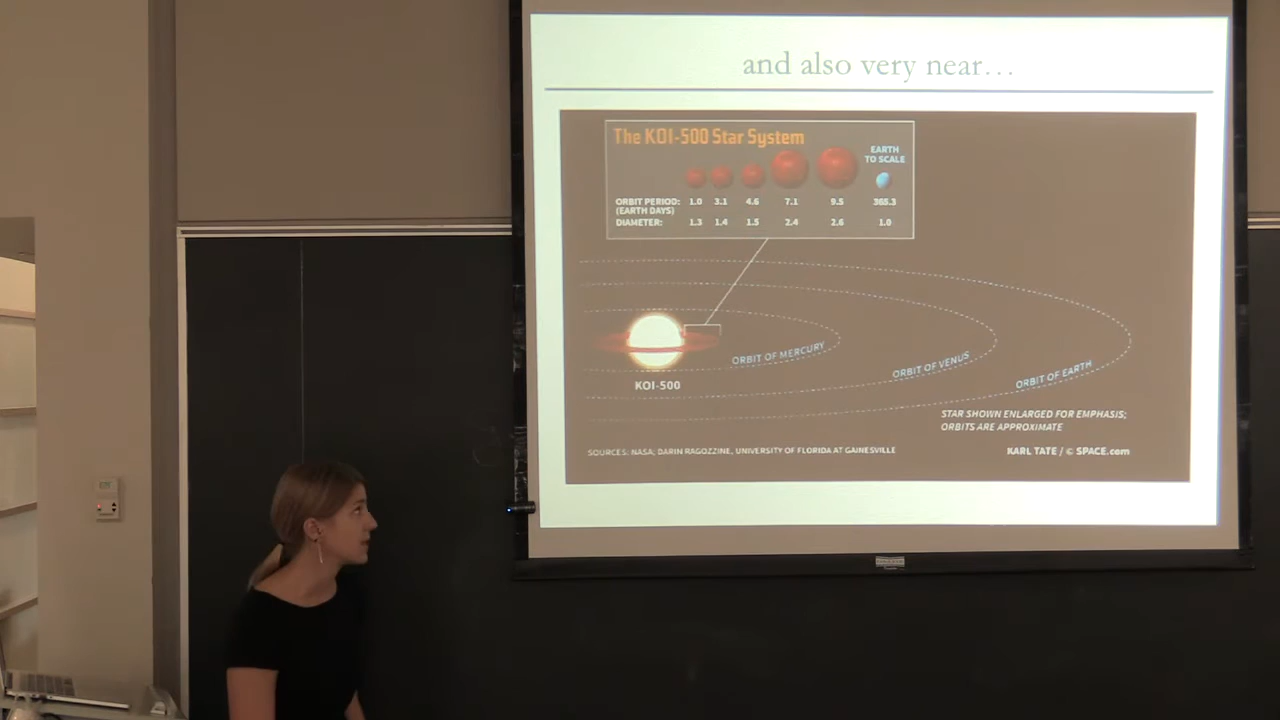 and also very near…
The KOI-500 Star System
EARTH
TO SCALE
ORBIT PERIOD: 1.0 3.1 4.6 7.1 9.5 365.3
(EARTH DAYS)
DIAMETER: 1.3 1.4 1.5 2.4 2.6 1.0
ORBIT OF MERCURY
ORBIT OF VENUS
ORBIT OF EARTH
KOI-500
STAR SHOWN ENLARGED FOR EMPHASIS;
ORBITS ARE APPROXIMATE
SOURCES: NASA; DARIN RAGOZZINE, UNIVERSITY OF FLORIDA AT GAINESVILLE
KARL TATE / © SPACE.com